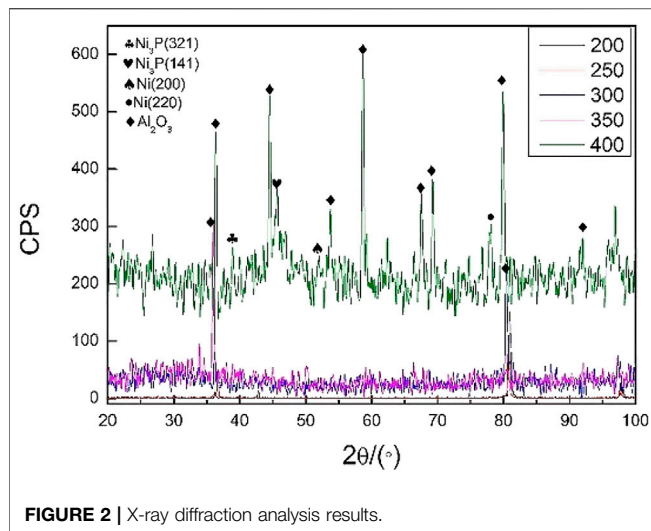 ♣Ni₃P(321)
♥Ni₃P(141)
♠Ni(200)
●Ni(220)
♦Al₂O₃
200
250
300
350
400
600
500
400
300
200
100
0
CPS
20 30 40 50 60 70 80 90 100
2θ/(°)
FIGURE 2 | X-ray diffraction analysis results.